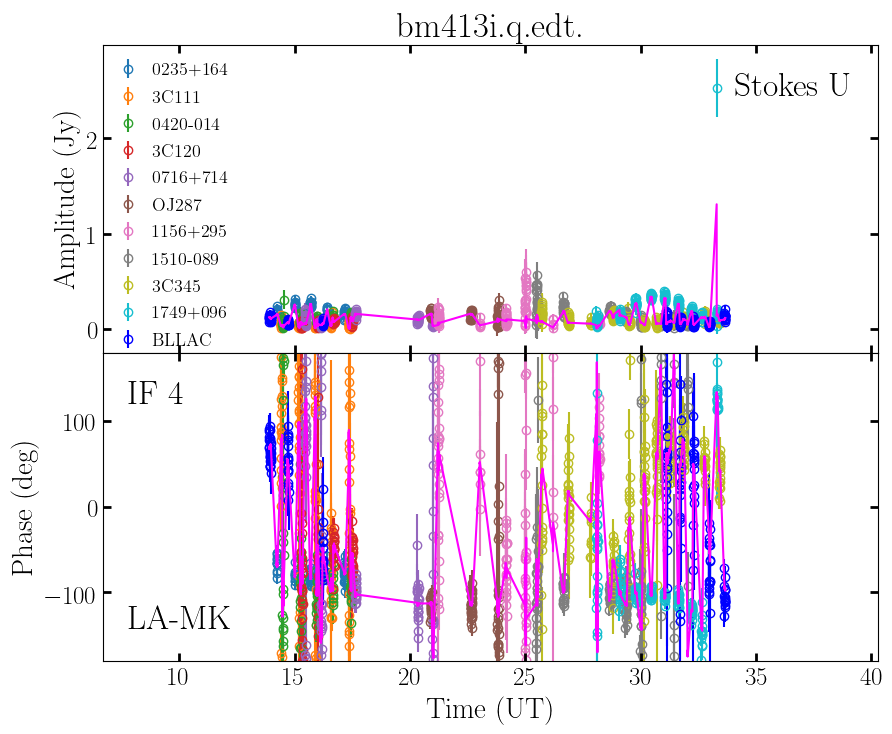 bm413i.q.edt.
Amplitude (Jy)
2
1
0
0235+164
3C111
0420-014
3C120
0716+714
OJ287
1156+295
1510-089
3C345
1749+096
BLLAC
Stokes U
Phase (deg)
100
0
−100
IF 4
LA-MK
10 15 20 25 30 35 40
Time (UT)